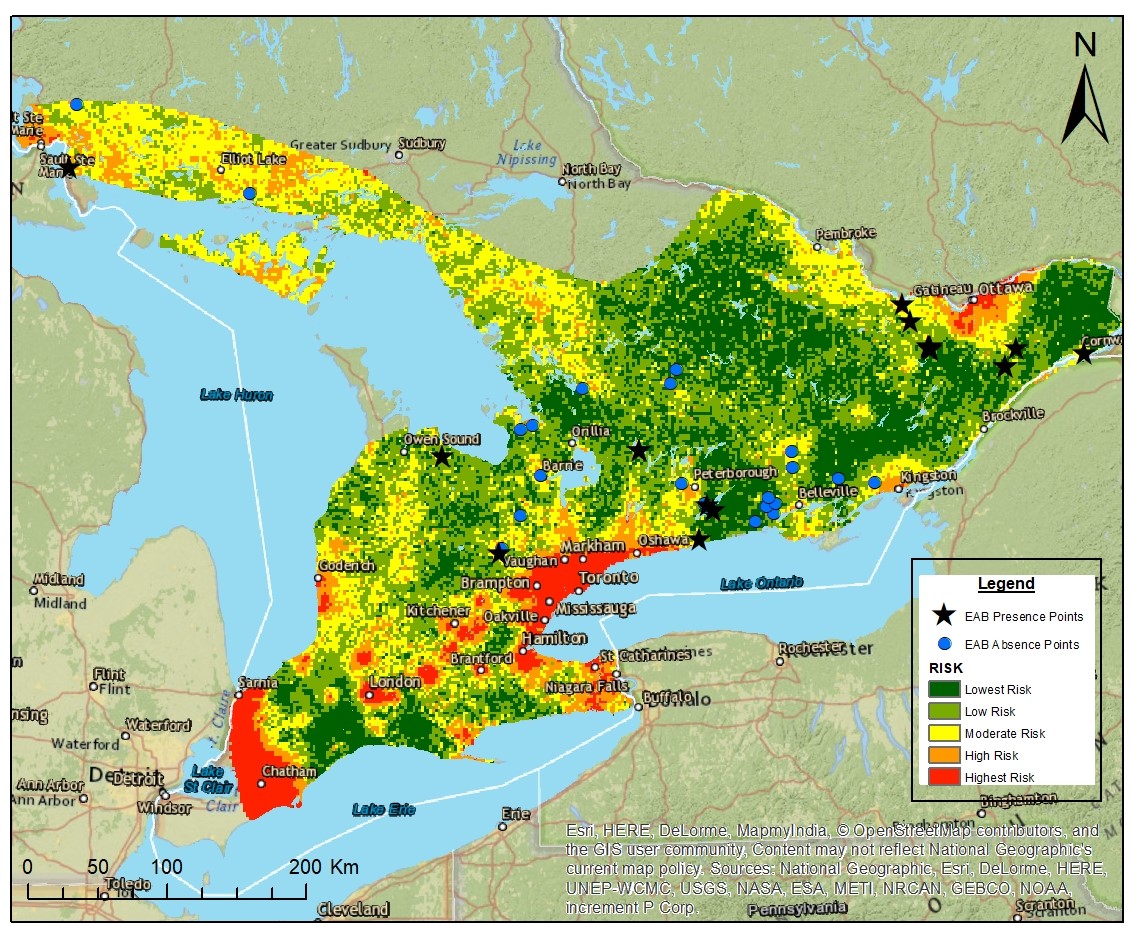 N
Greater Sudbury
Sudbury
Lake
Nipissing
North Bay
North Bay
t Ste
Marie
Sault Ste
Marie
Elliot Lake
N
Pembroke
Gatineau
Ottawa
Cornw
Lake Huron
Brockville
Owen Sound
Orillia
Barrie
Peterborough
Kingston
Kingston
Belleville
Goderich
Vaughan
Markham
Oshawa
Brampton
Toronto
Lake Ontario
Midland
Midland
Kitchener
Oakville
Mississauga
Hamilton
Brantford
St Catharines
Rochester
Rochester
Niagara Falls
Buffalo
Buffalo
n
Flint
Flint
Sarnia
London
nsing
Waterford
Waterford
L. Claire
Detroit
Detroit
Lake
St Clair
Clair
Chatham
Ann Arbor
Ann Arbor
Windsor
Lake Erie
Erie
Toledo
Cleveland
Binghamton
Binghamton
Pennsylvania
Scranton
Scranton
Legend
EAB Presence Points
EAB Absence Points
RISK
Lowest Risk
Low Risk
Moderate Risk
High Risk
Highest Risk
0 50 100 200 Km
Esri, HERE, DeLorme, MapmyIndia, © OpenStreetMap contributors, and
the GIS user community, Content may not reflect National Geographic's
current map policy. Sources: National Geographic, Esri, DeLorme, HERE,
UNEP-WCMC, USGS, NASA, ESA, METI, NRCAN, GEBCO, NOAA,
increment P Corp.